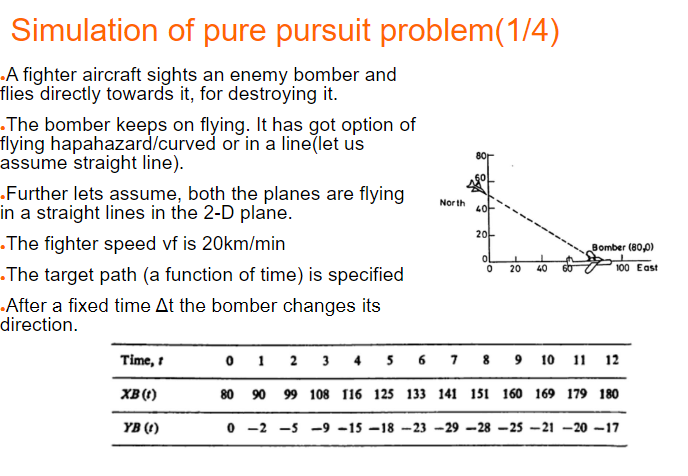 Simulation of pure pursuit problem(1/4)
•A fighter aircraft sights an enemy bomber and
flies directly towards it, for destroying it.
•The bomber keeps on flying. It has got option of
flying hapahazard/curved or in a line(let us
assume straight line).
•Further lets assume, both the planes are flying
in a straight lines in the 2-D plane.
•The fighter speed vf is 20km/min
•The target path (a function of time) is specified
•After a fixed time Δt the bomber changes its
direction.
80
60
North 40
20
Bomber (80,0)
0
0 20 40 60 100 East
Time, t 0 1 2 3 4 5 6 7 8 9 10 11 12
XB (t) 80 90 99 108 116 125 133 141 151 160 169 179 180
YB (t) 0 −2 −5 −9 −15 −18 −23 −29 −28 −25 −21 −20 −17